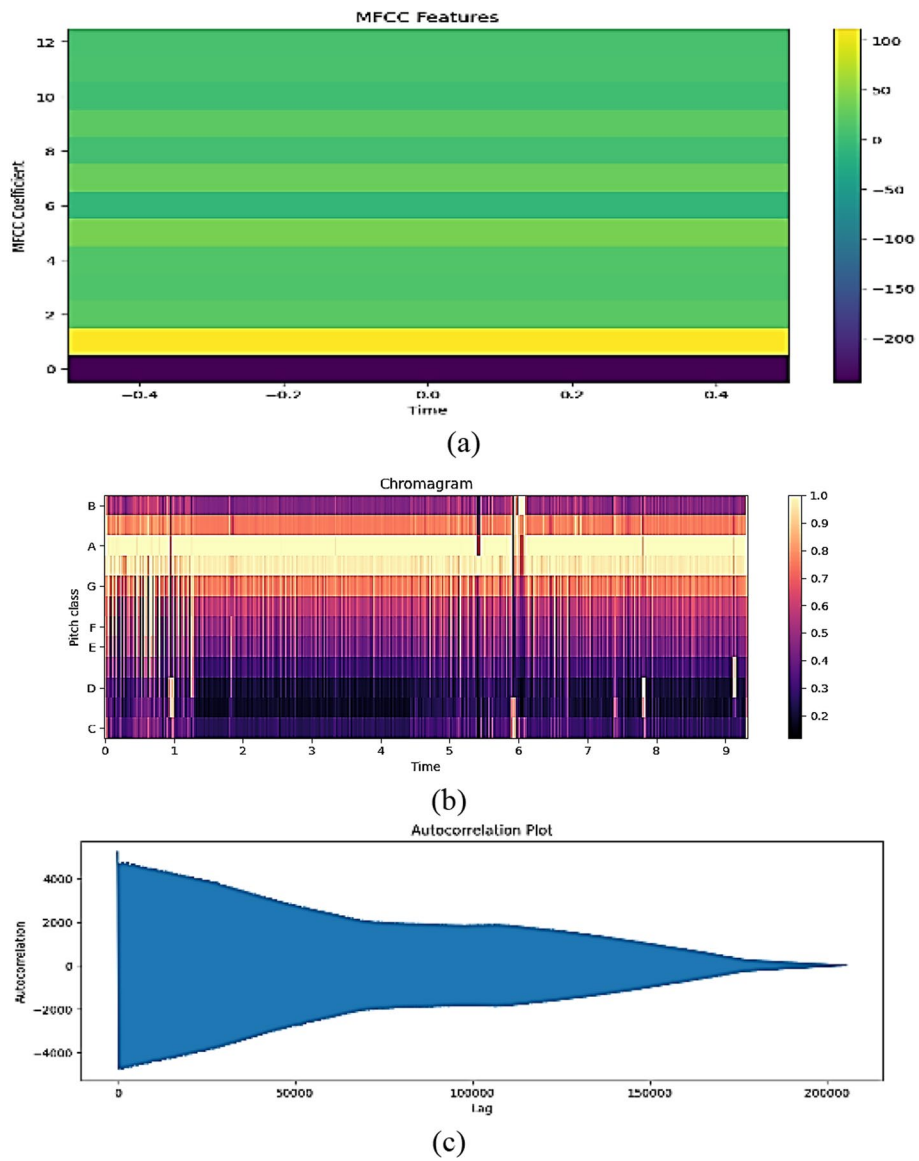 MFCC Features
12
10
8
6
4
2
0
MFCC Coefficient
−0.4 −0.2 0.0 0.2 0.4
Time
100
50
0
−50
−100
−150
−200
(a)
Chromagram
B
A
G
F
E
D
C
Pitch class
0 1 2 3 4 5 6 7 8 9
Time
1.0
0.9
0.8
0.7
0.6
0.5
0.4
0.3
0.2
(b)
Autocorrelation Plot
4000
2000
0
−2000
−4000
Autocorrelation
0 50000 100000 150000 200000
Lag
(c)